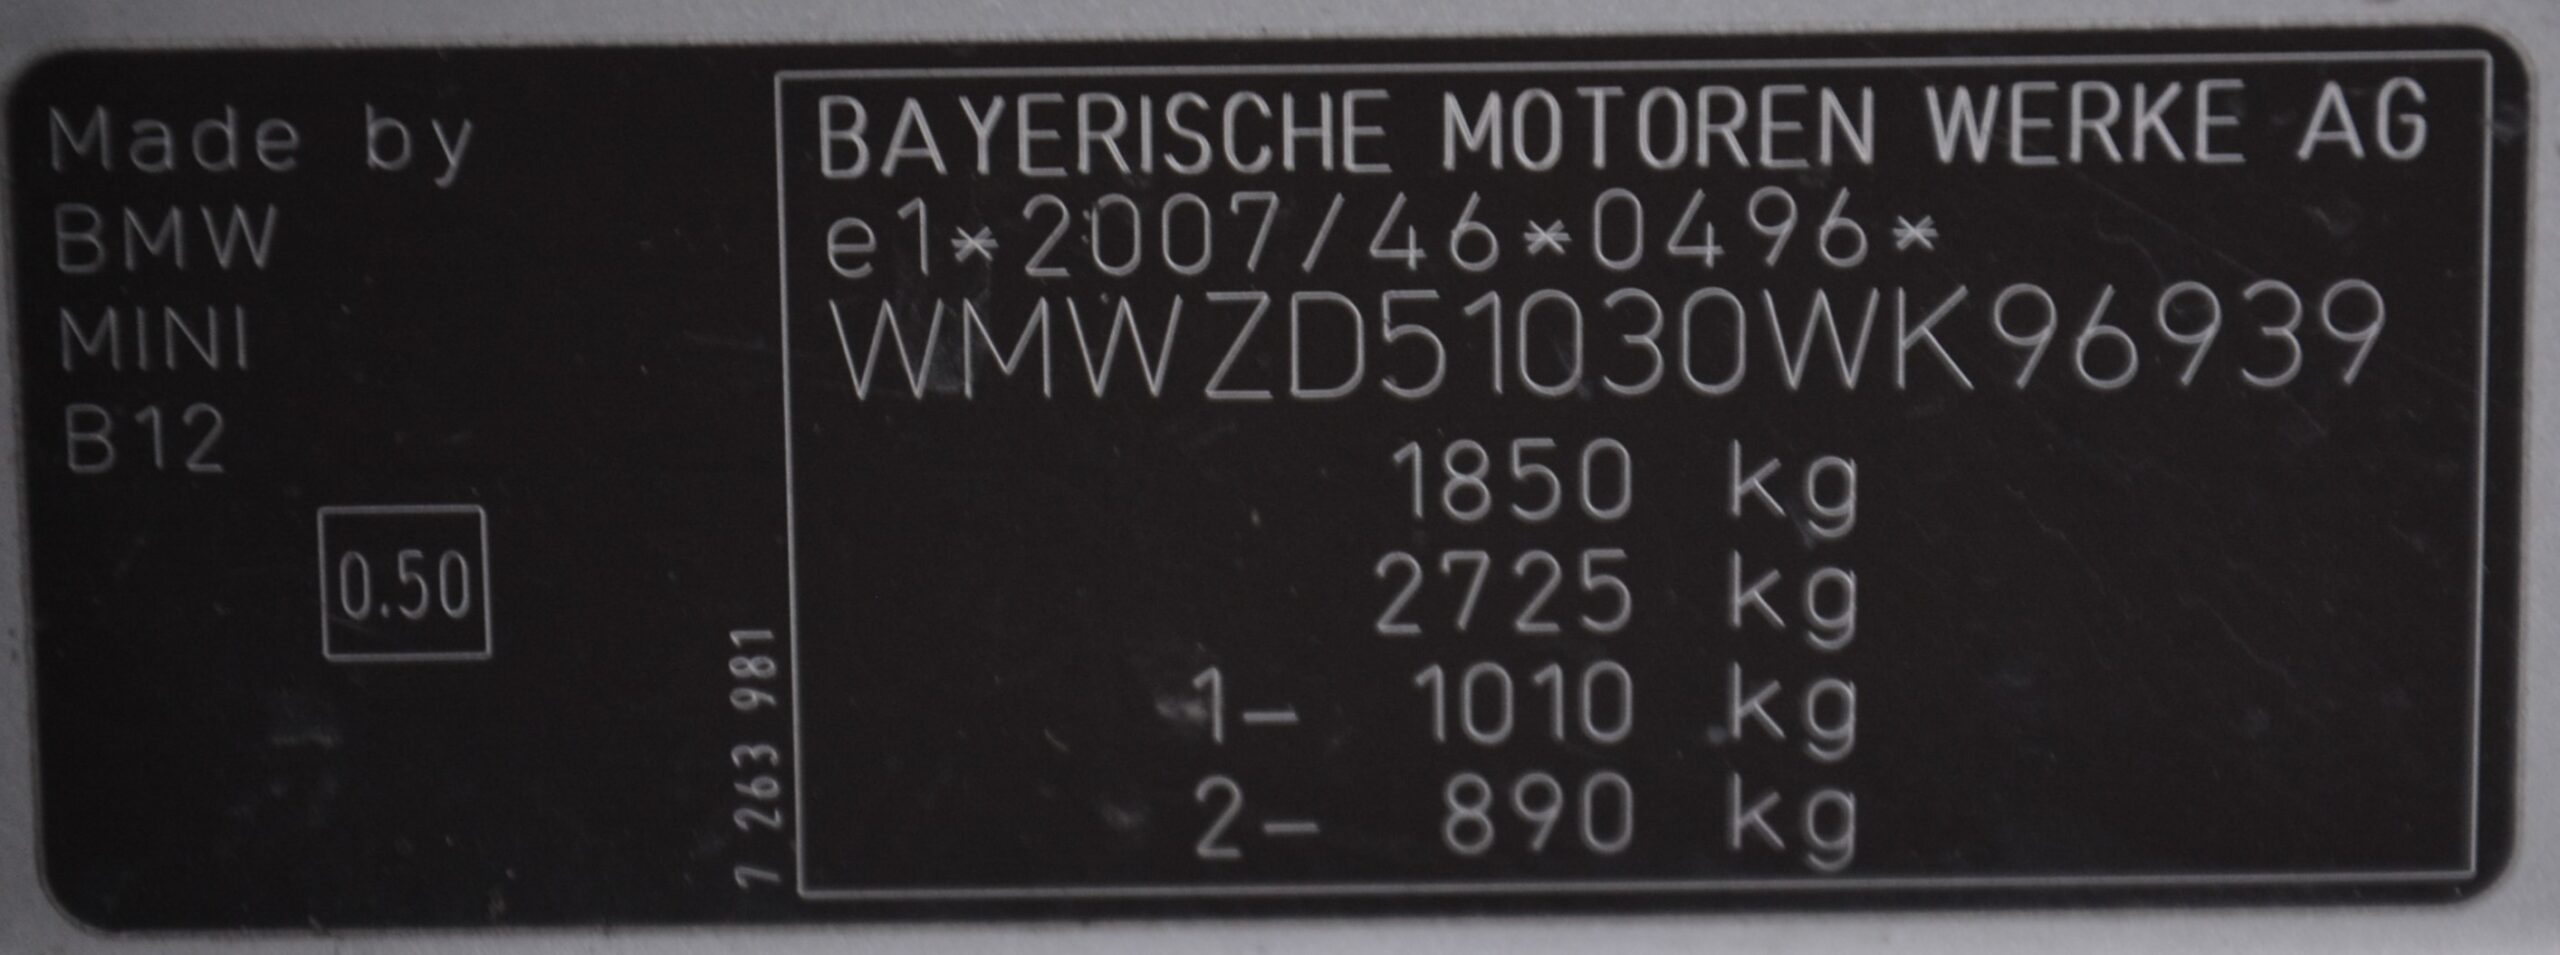 Made by
BMW
MINI
B12
0.50
7 263 981
BAYERISCHE MOTOREN WERKE AG
e1*2007/46*0496*
WMWZD51030WK96939
1850 kg
2725 kg
1- 1010 kg
2- 890 kg